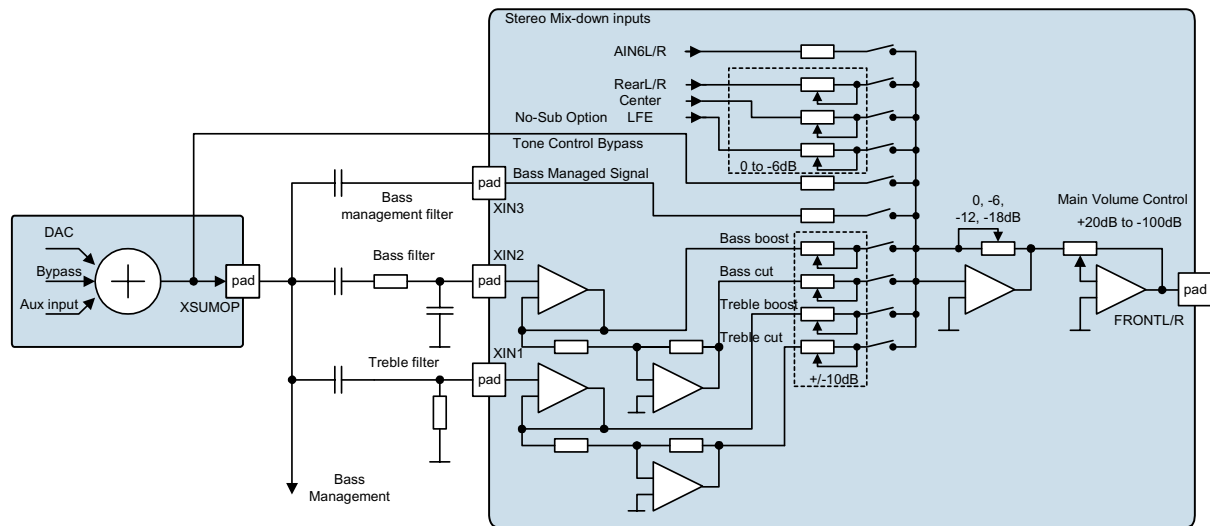 Stereo Mix-down inputs
AIN6L/R
RearL/R
Center
No-Sub Option LFE
Tone Control Bypass
0 to -6dB
pad
Bass Managed Signal
XIN3
Bass
management filter
0, -6,
-12, -18dB
Main Volume Control
+20dB to -100dB
DAC
Bypass
Aux input
pad
XSUMOP
Bass filter
XIN2
pad
Bass boost
Bass cut
Treble boost
Treble cut
+/-10dB
pad
FRONTL/R
Treble filter
XIN1
pad
Bass
Management